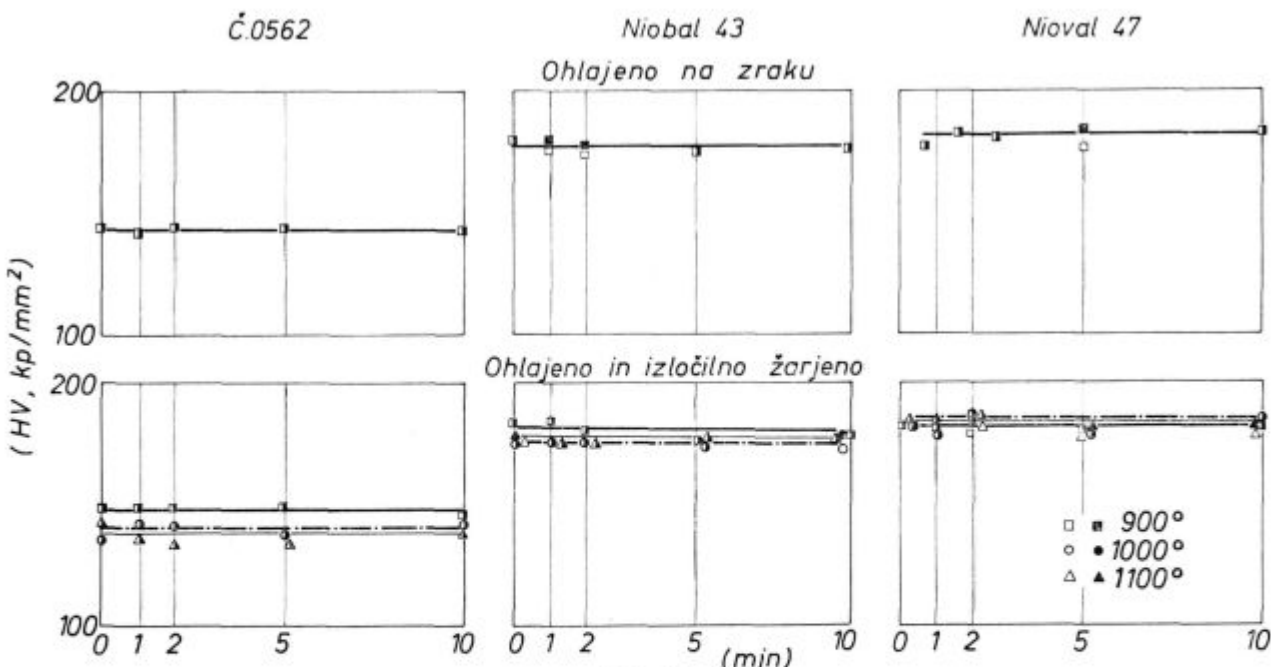 Č.0562 Niobal 43 Nioval 47
Ohlajeno na zraku
200
100
(HV, kp/mm²)
Ohlajeno in izločilno žarjeno
200
100
900°
1000°
1100°
0 1 2 5 10 0 1 2 5 10 0 1 2 5 10
(min)